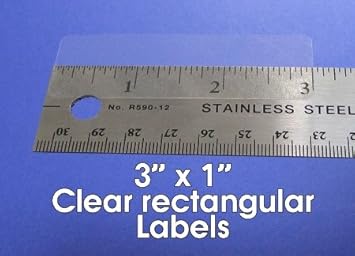 1 2 3
No. R590-12 STAINLESS STEEL
30 29 28 27 26 25 24 23 22
3” x 1”
Clear rectangular
Labels